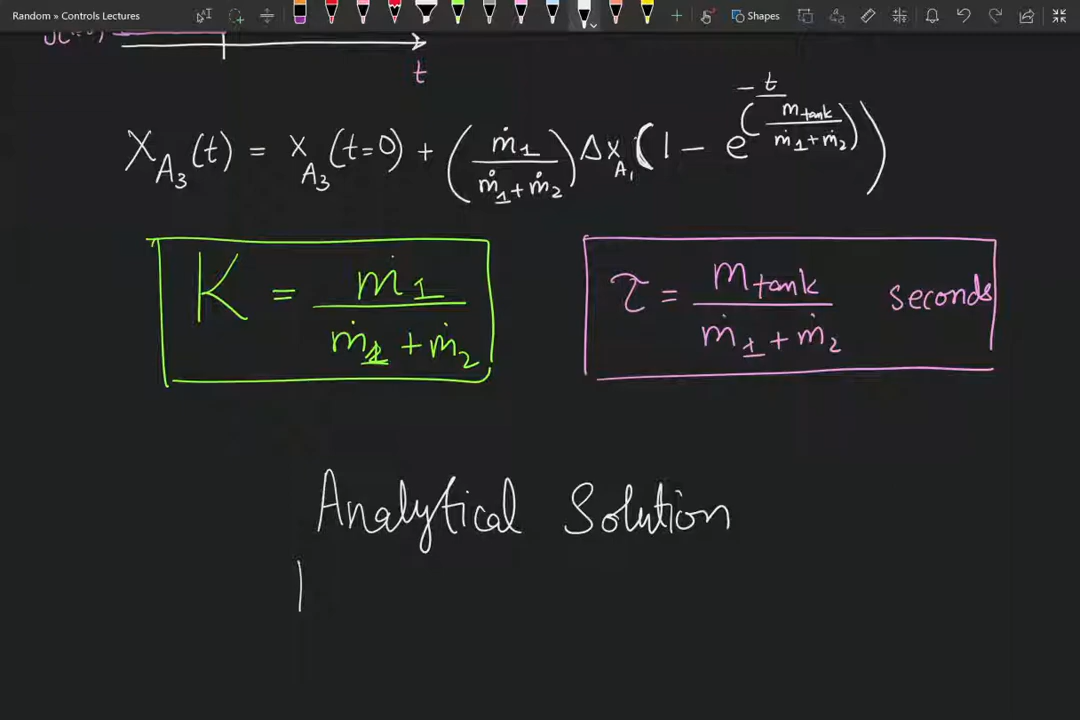 Random » Controls Lectures
Shapes
t
X_A₃(t) = x_A₃(t=0) + (ṁ₁/(ṁ₁+ṁ₂)) Δx_A₁(1 − e^(−t/(m_tank/(ṁ₁+ṁ₂))))
K = ṁ₁/(ṁ₁+ṁ₂)
τ = m_tank/(ṁ₁+ṁ₂) seconds
Analytical Solution